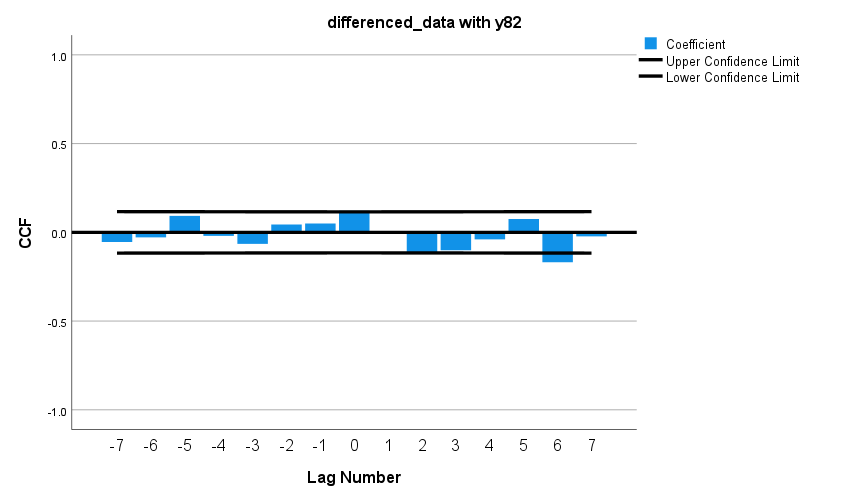 differenced_data with y82
Coefficient
Upper Confidence Limit
Lower Confidence Limit
CCF
1.0
0.5
0.0
-0.5
-1.0
-7 -6 -5 -4 -3 -2 -1 0 1 2 3 4 5 6 7
Lag Number